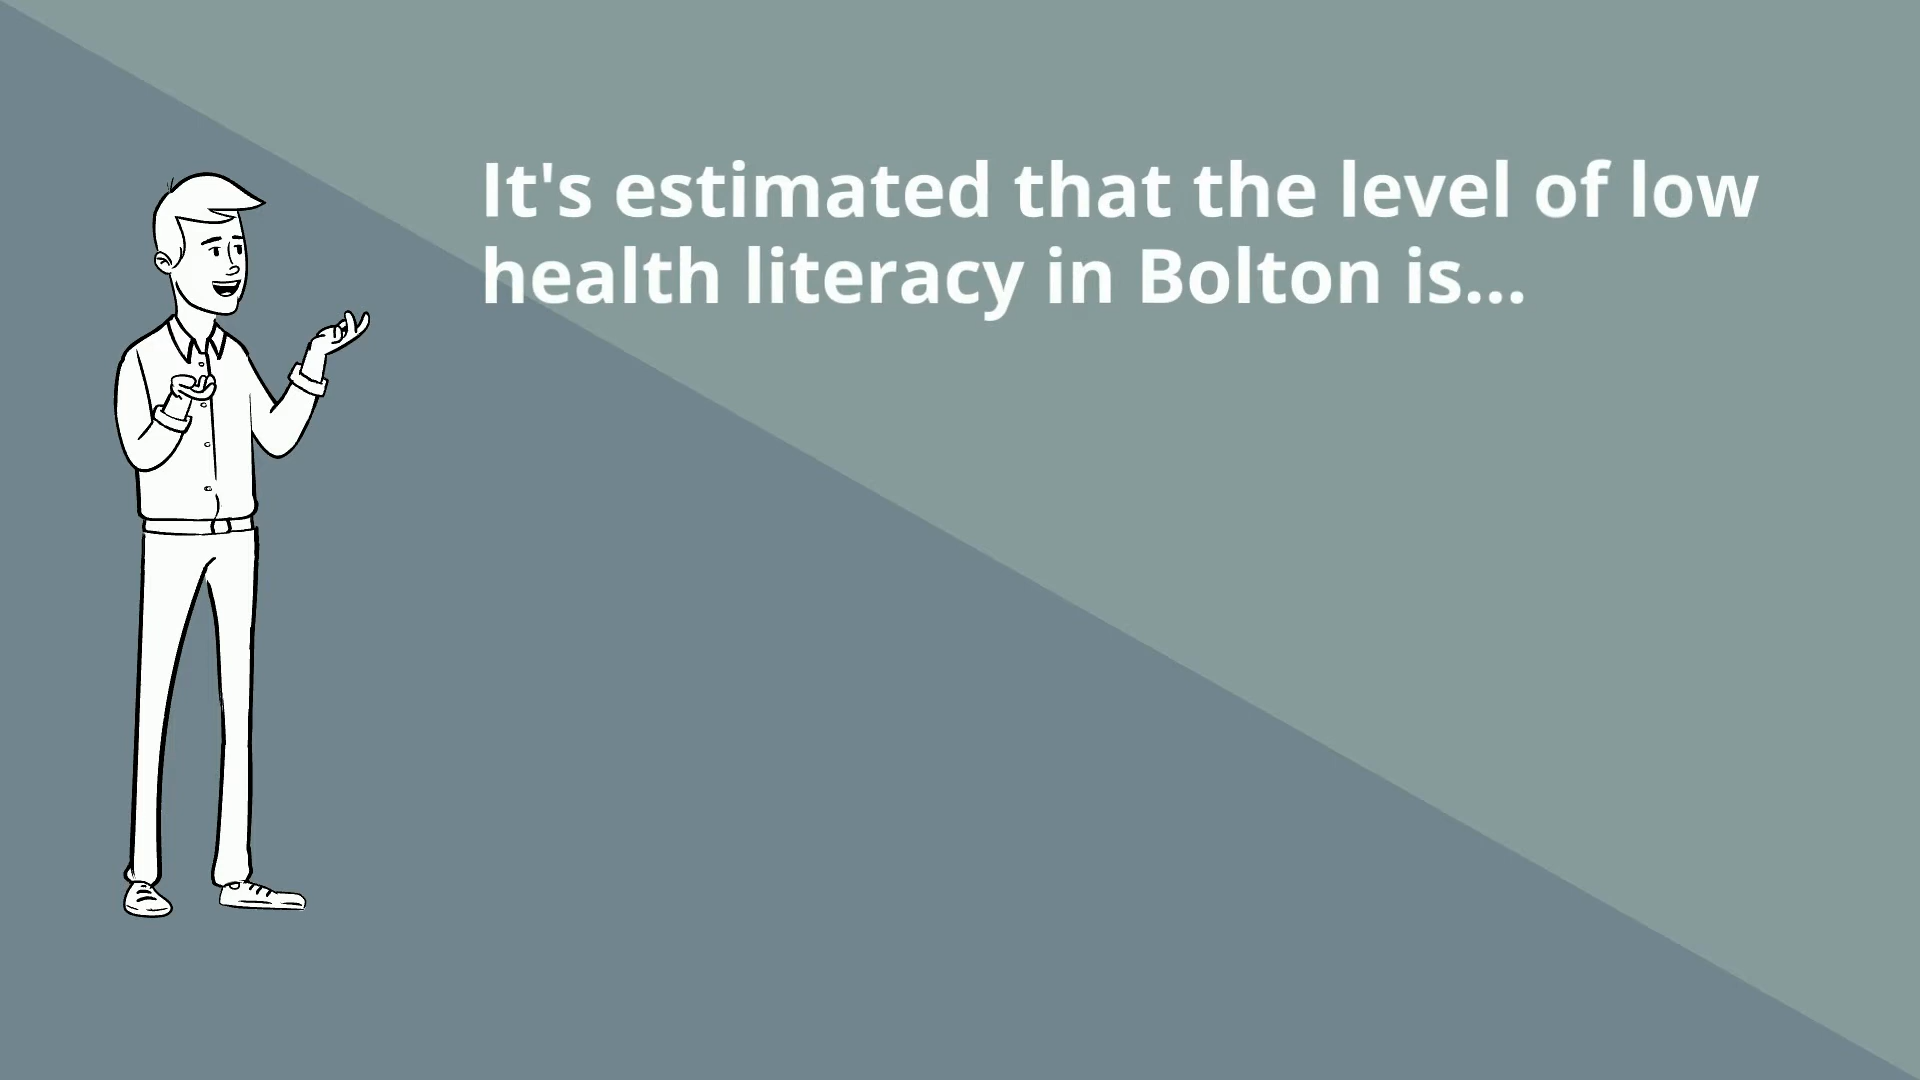 It's estimated that the level of low
health literacy in Bolton is...